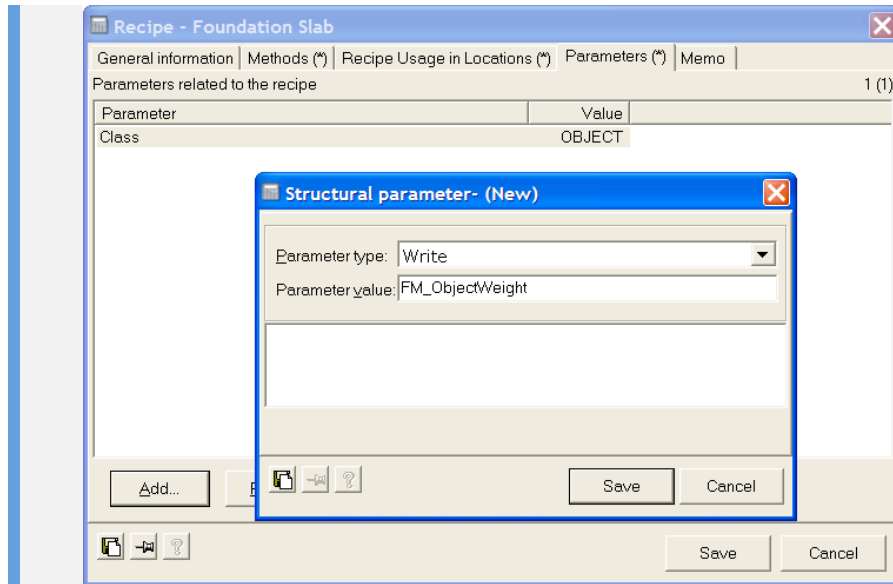 Recipe - Foundation Slab
General information Methods (*) Recipe Usage in Locations (*) Parameters (*) Memo
Parameters related to the recipe 1 (1)
Parameter Value
Class OBJECT
Structural parameter- (New)
Parameter type: Write
Parameter value: FM_ObjectWeight
Save Cancel
Add...
Save Cancel